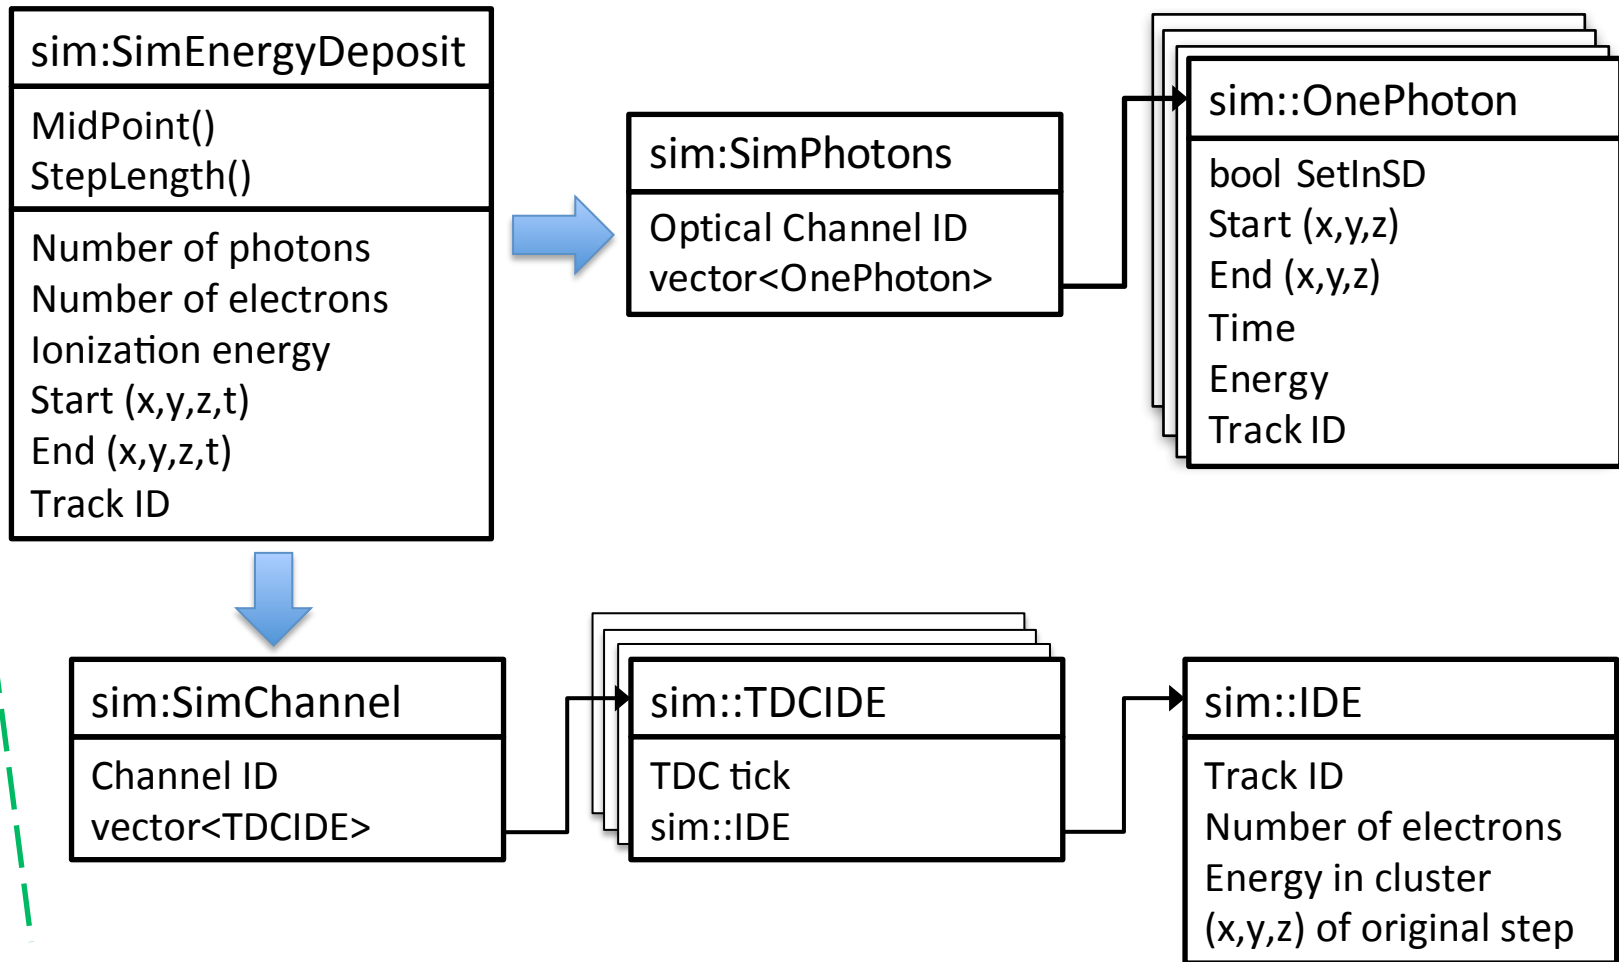 sim:SimEnergyDeposit
MidPoint()
StepLength()
Number of photons
Number of electrons
Ionization energy
Start (x,y,z,t)
End (x,y,z,t)
Track ID
sim:SimPhotons
Optical Channel ID
vector<OnePhoton>
sim::OnePhoton
bool SetInSD
Start (x,y,z)
End (x,y,z)
Time
Energy
Track ID
sim:SimChannel
Channel ID
vector<TDCIDE>
sim::TDCIDE
TDC tick
sim::IDE
sim::IDE
Track ID
Number of electrons
Energy in cluster
(x,y,z) of original step